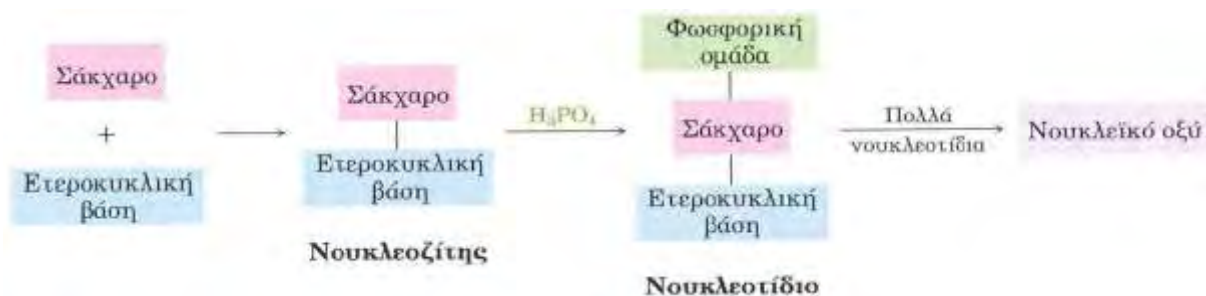 Σάκχαρο
+
Ετεροκυκλική
βάση
Σάκχαρο
Ετεροκυκλική
βάση
Νουκλεοζίτης
H₃PO₄
Φωσφορική
ομάδα
Σάκχαρο
Ετεροκυκλική
βάση
Νουκλεοτίδιο
Πολλά
νουκλεοτίδια
Νουκλεϊκό οξύ